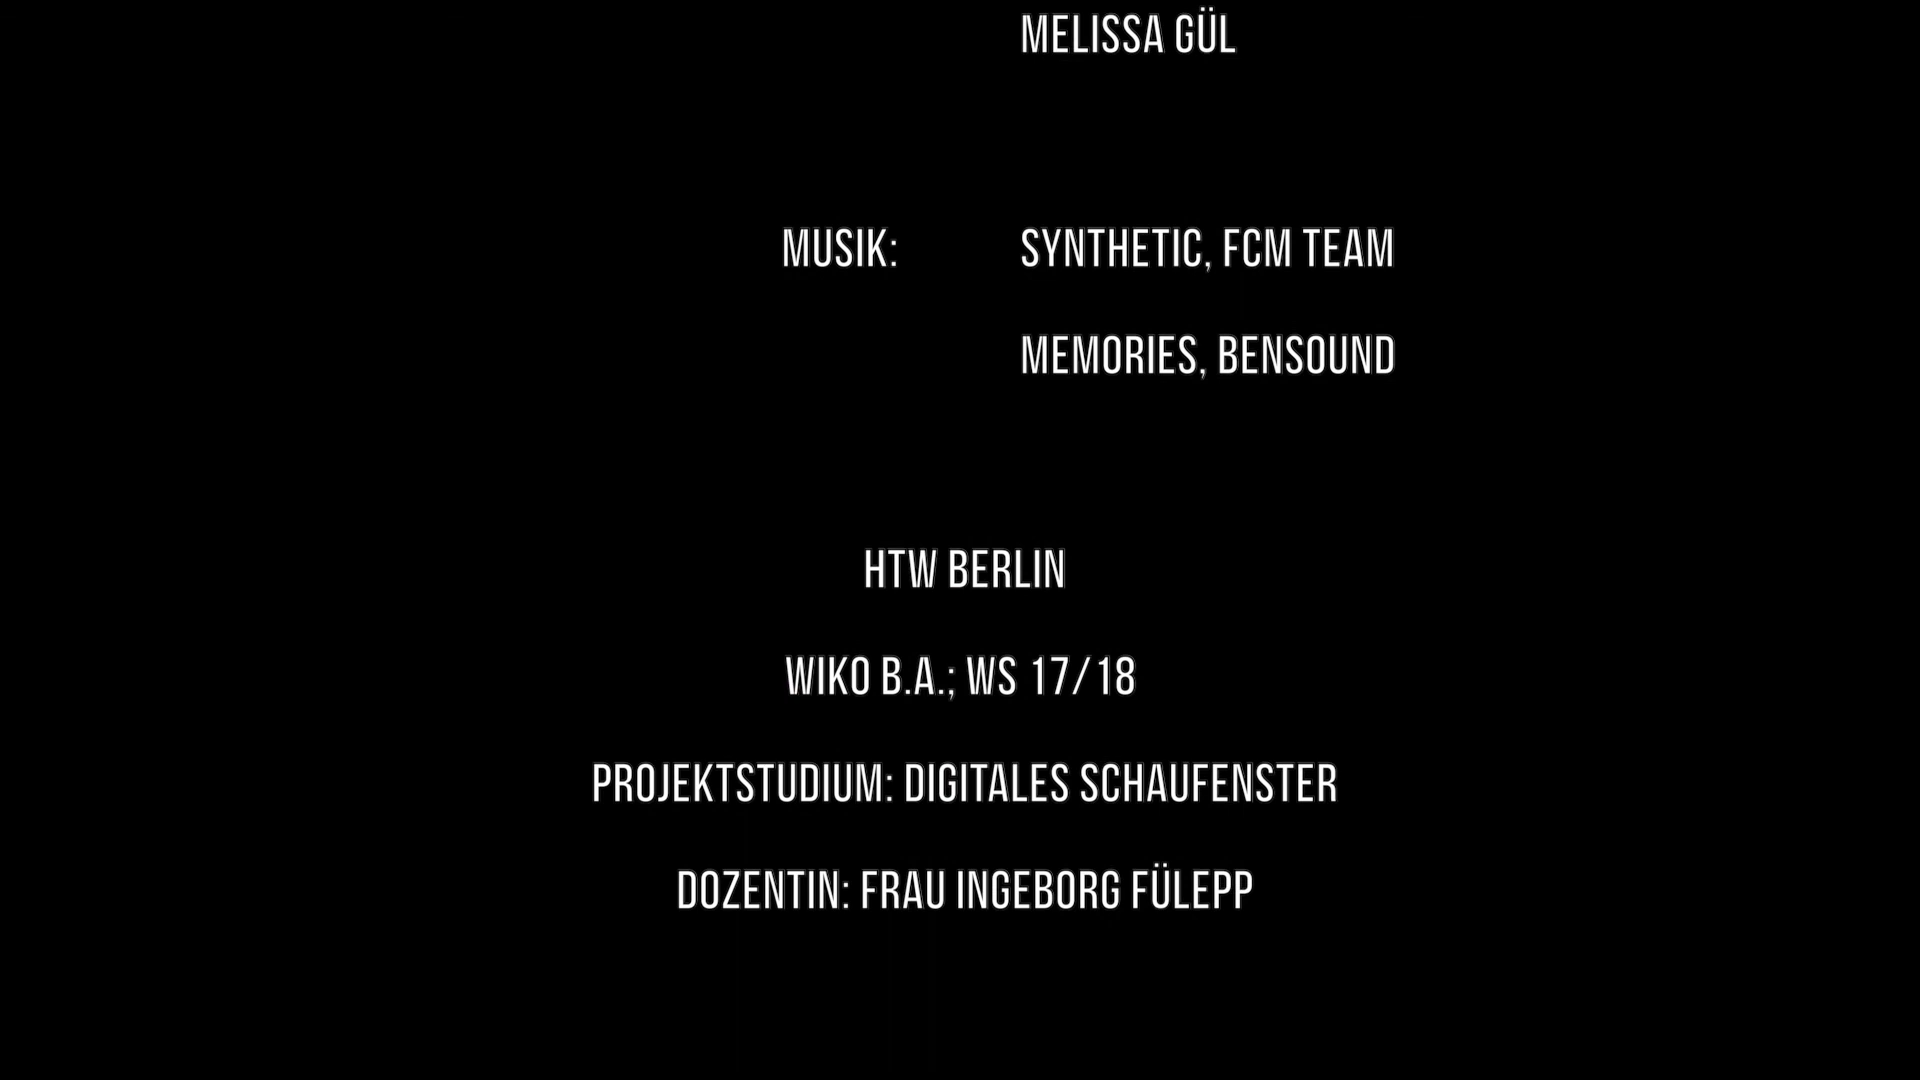 MELISSA GÜL
MUSIK: SYNTHETIC, FCM TEAM
MEMORIES, BENSOUND
HTW BERLIN
WIKO B.A.; WS 17/18
PROJEKTSTUDIUM: DIGITALES SCHAUFENSTER
DOZENTIN: FRAU INGEBORG FÜLEPP